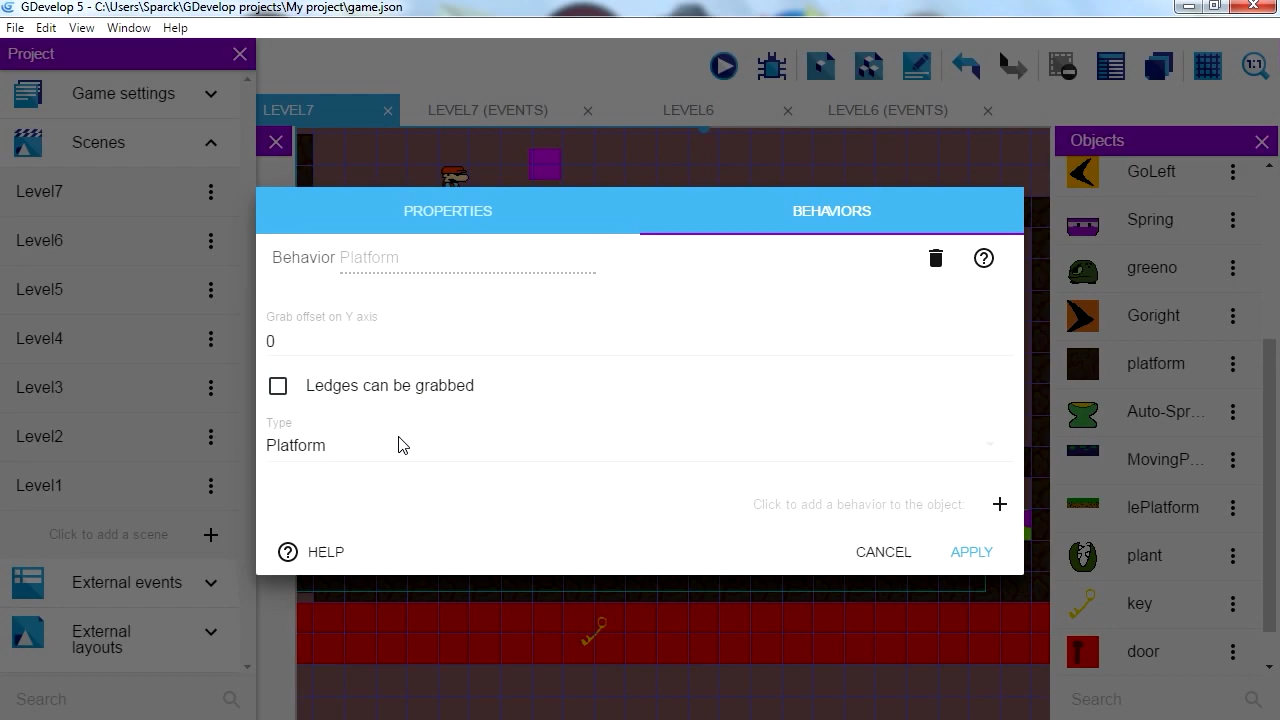 GDevelop 5 - C:\Users\Sparck\GDevelop projects\My project\game.json
File Edit View Window Help
Project
Game settings
Scenes
Level7
Level6
Level5
Level4
Level3
Level2
Level1
Click to add a scene
External events
External
layouts
Search
1:1
LEVEL7
LEVEL7 (EVENTS)
LEVEL6
LEVEL6 (EVENTS)
PROPERTIES
BEHAVIORS
Behavior Platform
Grab offset on Y axis
0
Ledges can be grabbed
Type
Platform
Click to add a behavior to the object:
HELP
CANCEL
APPLY
Objects
GoLeft
Spring
greeno
Goright
platform
Auto-Spr...
MovingP...
lePlatform
plant
key
door
Search